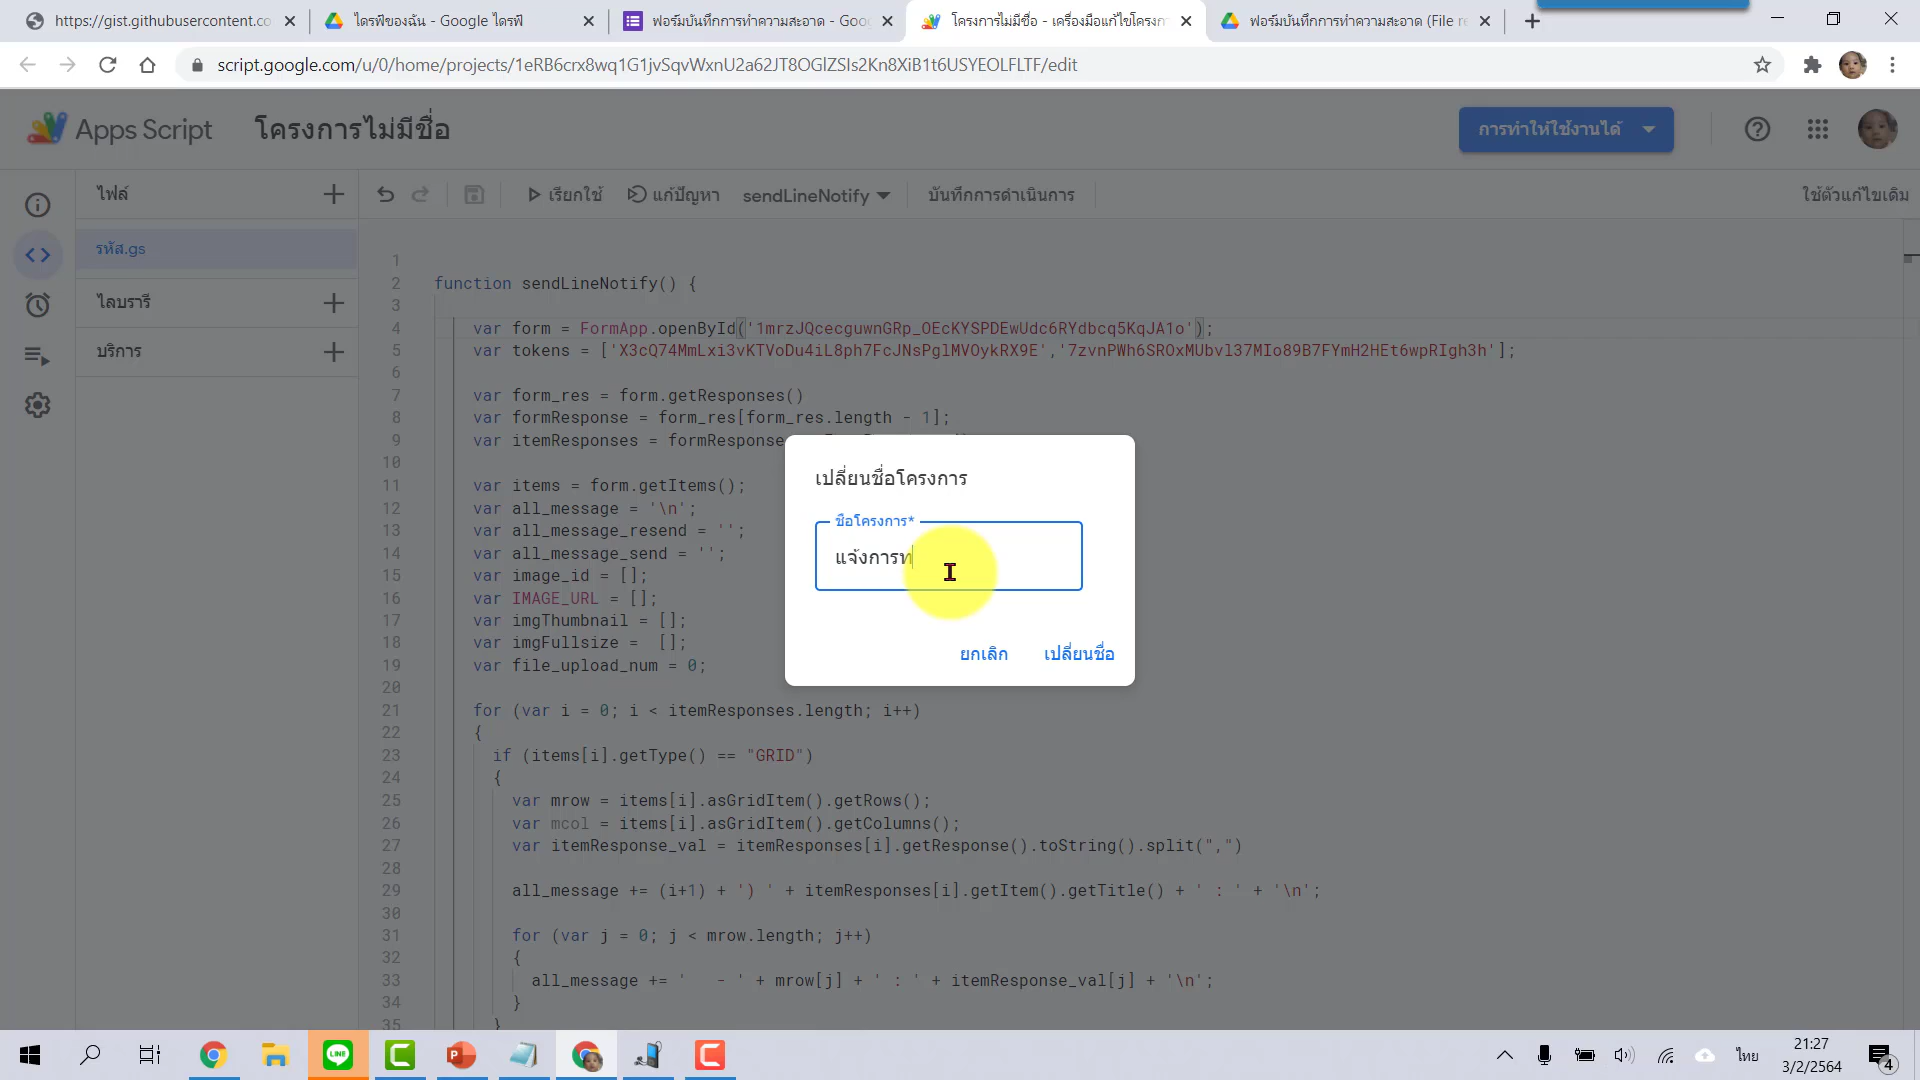 https://gist.githubusercontent.co
ไดรฟ์ของฉัน - Google ไดรฟ์
ฟอร์มบันทึกการทำความสะอาด - Goo
โครงการไม่มีชื่อ - เครื่องมือแก้ไขโครงกา
ฟอร์มบันทึกการทำความสะอาด (File re
script.google.com/u/0/home/projects/1eRB6crx8wq1G1jvSqvWxnU2a62JT8OGlZSIs2Kn8XiB1t6USYEOLFLTF/edit
Apps Script
โครงการไม่มีชื่อ
การทำให้ใช้งานได้
ไฟล์
เรียกใช้
แก้ปัญหา
sendLineNotify
บันทึกการดำเนินการ
ใช้ตัวแก้ไขเดิม
รหัส.gs
ไลบรารี
บริการ
1
2 function sendLineNotify() {
3
4 var form = FormApp.openById('1mrzJQcecguwnGRp_OEcKYSPDEwUdc6RYdbcq5KqJA1o');
5 var tokens = ['X3cQ74MmLxi3vKTVoDu4iL8ph7FcJNsPglMVOykRX9E','7zvnPWh6SROxMUbvl37MIo89B7FYmH2HEt6wpRIgh3h'];
6
7 var form_res = form.getResponses()
8 var formResponse = form_res[form_res.length - 1];
9 var itemResponses = formResponse
10
11 var items = form.getItems();
12 var all_message = '\n';
13 var all_message_resend = '';
14 var all_message_send = '';
15 var image_id = [];
16 var IMAGE_URL = [];
17 var imgThumbnail = [];
18 var imgFullsize =  [];
19 var file_upload_num = 0;
20
21 for (var i = 0; i < itemResponses.length; i++)
22 {
23 if (items[i].getType() == "GRID")
24 {
25 var mrow = items[i].asGridItem().getRows();
26 var mcol = items[i].asGridItem().getColumns();
27 var itemResponse_val = itemResponses[i].getResponse().toString().split(",")
28
29 all_message += (i+1) + ') ' + itemResponses[i].getItem().getTitle() + ' : ' + '\n';
30
31 for (var j = 0; j < mrow.length; j++)
32 {
33 all_message += '   - ' + mrow[j] + ' : ' + itemResponse_val[j] + '\n';
34 }
35 }
เปลี่ยนชื่อโครงการ
ชื่อโครงการ*
แจ้งการท
ยกเลิก
เปลี่ยนชื่อ
LINE
ไทย
21:27
3/2/2564
4